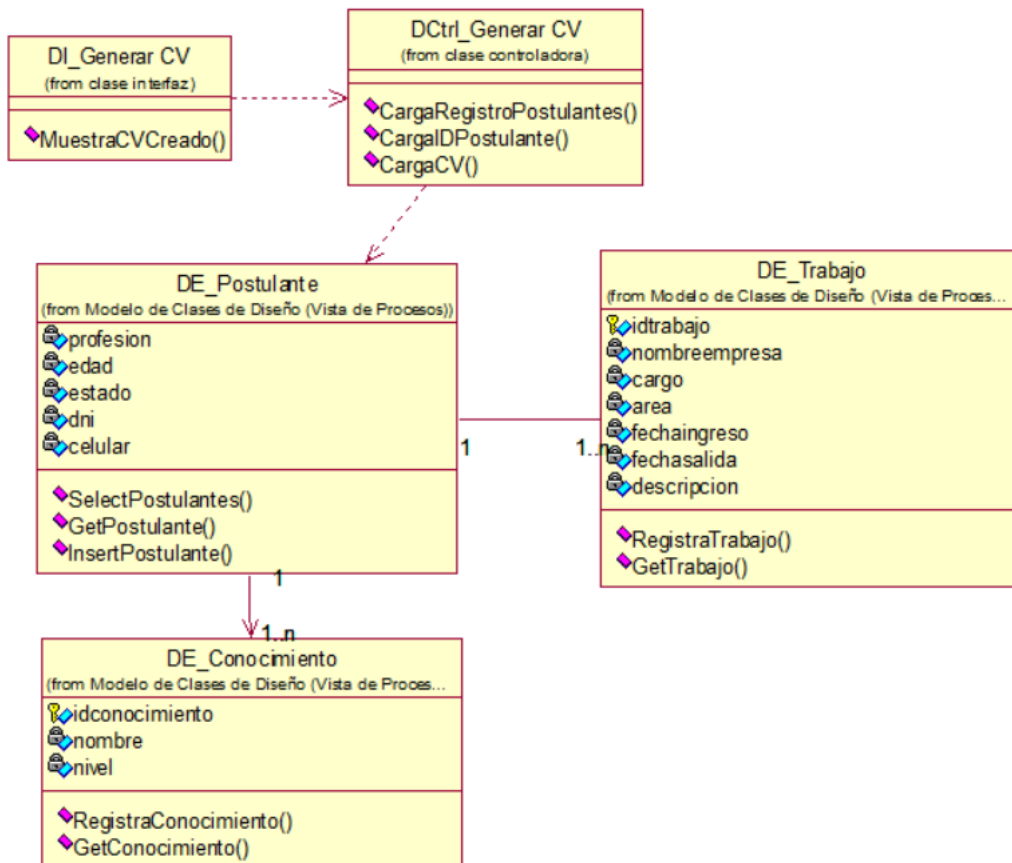 DI_Generar CV
(from clase interfaz)
MuestraCVCreado()
DCtrl_Generar CV
(from clase controladora)
CargaRegistroPostulantes()
CargaIDPostulante()
CargaCV()
DE_Postulante
(from Modelo de Clases de Diseño (Vista de Procesos))
profesion
edad
estado
dni
celular
SelectPostulantes()
GetPostulante()
InsertPostulante()
1
1..n
DE_Trabajo
(from Modelo de Clases de Diseño (Vista de Proces...
idtrabajo
nombreempresa
cargo
area
fechaingreso
fechasalida
descripcion
RegistraTrabajo()
GetTrabajo()
1
1..n
DE_Conocimiento
(from Modelo de Clases de Diseño (Vista de Proces...
idconocimiento
nombre
nivel
RegistraConocimiento()
GetConocimiento()